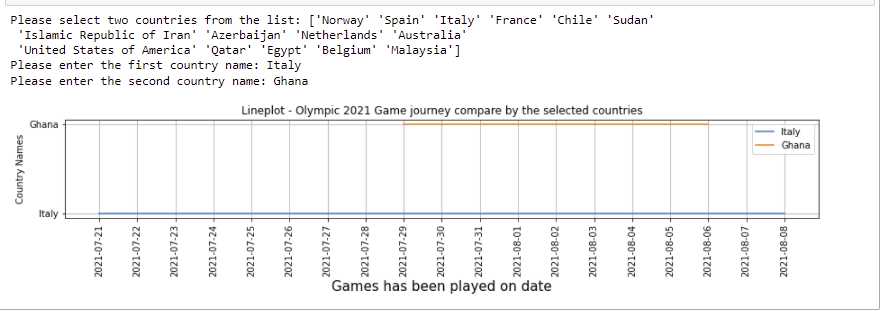 Please select two countries from the list: ['Norway' 'Spain' 'Italy' 'France' 'Chile' 'Sudan'
'Islamic Republic of Iran' 'Azerbaijan' 'Netherlands' 'Australia'
'United States of America' 'Qatar' 'Egypt' 'Belgium' 'Malaysia']
Please enter the first country name: Italy
Please enter the second country name: Ghana
Lineplot - Olympic 2021 Game journey compare by the selected countries
Country Names
Ghana
Italy
Italy
Ghana
2021-07-21
2021-07-22
2021-07-23
2021-07-24
2021-07-25
2021-07-26
2021-07-27
2021-07-28
2021-07-29
2021-07-30
2021-07-31
2021-08-01
2021-08-02
2021-08-03
2021-08-04
2021-08-05
2021-08-06
2021-08-07
2021-08-08
Games has been played on date